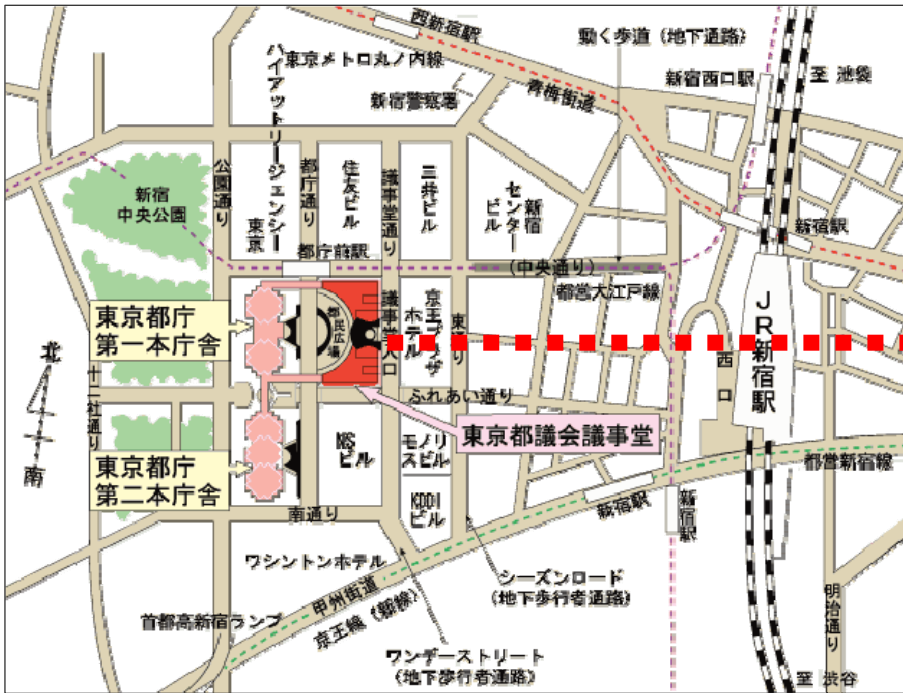 西新宿駅
動く歩道（地下通路）
東京メトロ丸ノ内線
新宿警察署
青梅街道
新宿西口駅
至 池袋
ハイアットリージェンシー
東京
公園通り
都庁通り
住友ビル
議事堂通り
三井ビル
新宿
センター
ビル
新宿
中央公園
都庁前駅
（中央通り）
新宿駅
都営大江戸線
東京都庁
第一本庁舎
都民広場
議事堂入口
京王プラザ
ホテル
東通り
JR新宿駅
西口
北
南
十二社通り
ふれあい通り
東京都議会議事堂
東京都庁
第二本庁舎
NSビル
モノリスビル
KDDIビル
都営新宿線
新宿駅
新宿駅
南通り
ワシントンホテル
シーズンロード
（地下歩行者通路）
甲州街道
首都高新宿ランプ
京王線
明治通り
ワンデーストリート
（地下歩行者通路）
至 渋谷